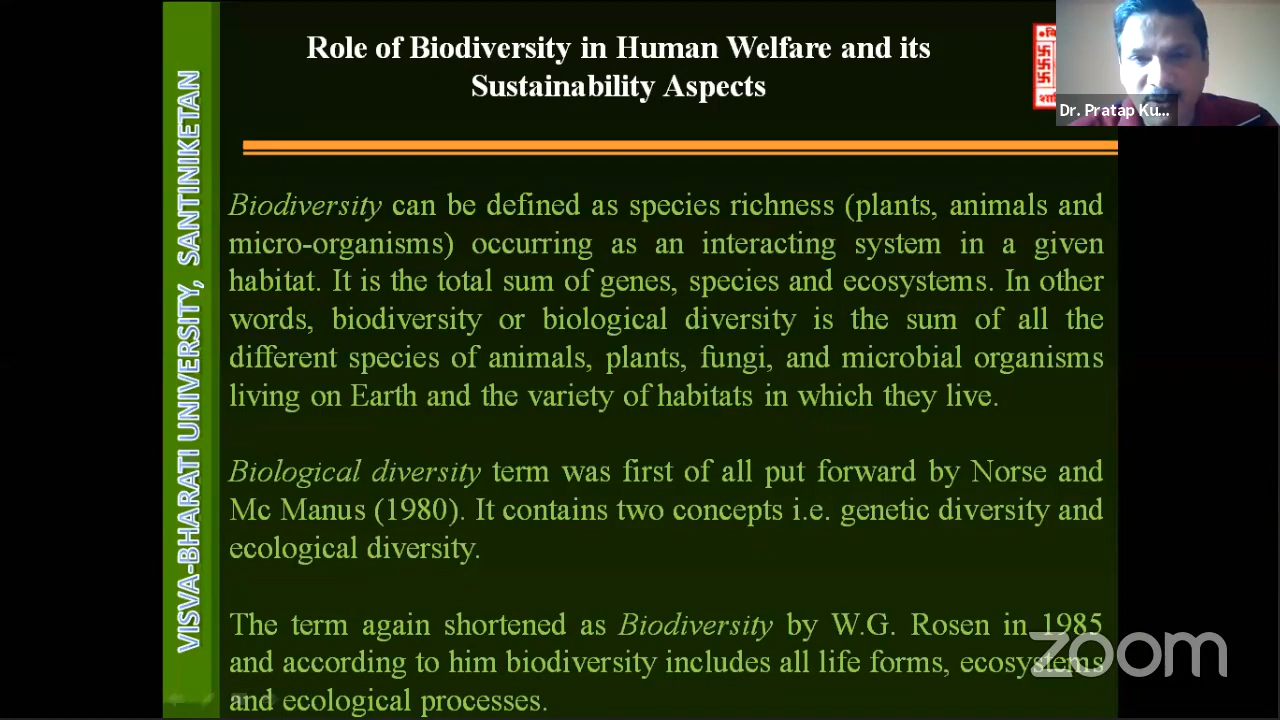 Role of Biodiversity in Human Welfare and its
Sustainability Aspects
Dr. Pratap Ku...
VISVA-BHARATI UNIVERSITY, SANTINIKETAN
Biodiversity can be defined as species richness (plants, animals and
micro-organisms) occurring as an interacting system in a given
habitat. It is the total sum of genes, species and ecosystems. In other
words, biodiversity or biological diversity is the sum of all the
different species of animals, plants, fungi, and microbial organisms
living on Earth and the variety of habitats in which they live.
Biological diversity term was first of all put forward by Norse and
Mc Manus (1980). It contains two concepts i.e. genetic diversity and
ecological diversity.
The term again shortened as Biodiversity by W.G. Rosen in 1985
and according to him biodiversity includes all life forms, ecosystems
and ecological processes.
zoom